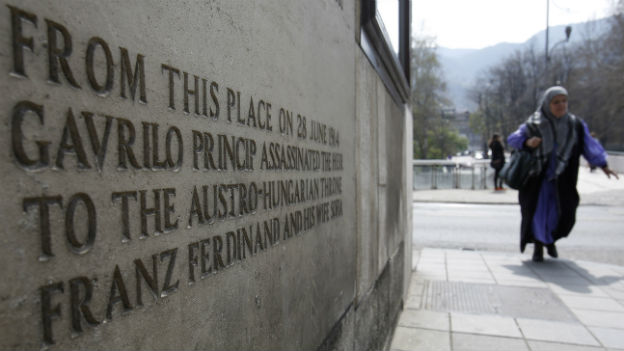 FROM THIS PLACE ON 28 JUNE 1914
GAVRILO PRINCIP ASSASSINATED THE HEIR
TO THE AUSTRO-HUNGARIAN THRONE
FRANZ FERDINAND AND HIS WIFE SOFIA